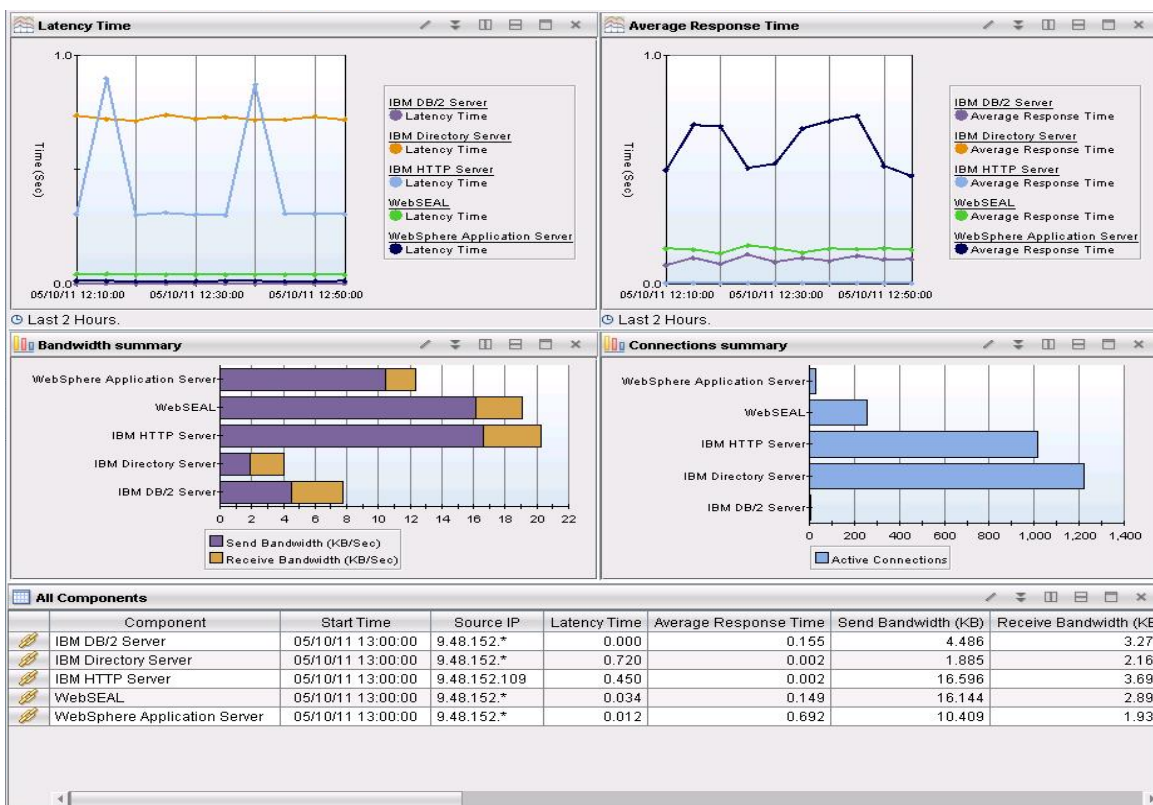 Latency Time
1.0
Time (Sec)
0.0
05/10/11 12:10:00 05/10/11 12:30:00 05/10/11 12:50:00
IBM DB/2 Server
Latency Time
IBM Directory Server
Latency Time
IBM HTTP Server
Latency Time
WebSEAL
Latency Time
WebSphere Application Server
Latency Time
Last 2 Hours.
Average Response Time
1.0
Time (Sec)
0.0
05/10/11 12:10:00 05/10/11 12:30:00 05/10/11 12:50:00
IBM DB/2 Server
Average Response Time
IBM Directory Server
Average Response Time
IBM HTTP Server
Average Response Time
WebSEAL
Average Response Time
WebSphere Application Server
Average Response Time
Last 2 Hours.
Bandwidth summary
WebSphere Application Server
WebSEAL
IBM HTTP Server
IBM Directory Server
IBM DB/2 Server
0 2 4 6 8 10 12 14 16 18 20 22
Send Bandwidth (KB/Sec)
Receive Bandwidth (KB/Sec)
Connections summary
WebSphere Application Server
WebSEAL
IBM HTTP Server
IBM Directory Server
IBM DB/2 Server
0 200 400 600 800 1,000 1,200 1,400
Active Connections
All Components
Component Start Time Source IP Latency Time Average Response Time Send Bandwidth (KB) Receive Bandwidth (KB
IBM DB/2 Server 05/10/11 13:00:00 9.48.152.* 0.000 0.155 4.486 3.27
IBM Directory Server 05/10/11 13:00:00 9.48.152.* 0.720 0.002 1.885 2.16
IBM HTTP Server 05/10/11 13:00:00 9.48.152.109 0.450 0.002 16.596 3.69
WebSEAL 05/10/11 13:00:00 9.48.152.* 0.034 0.149 16.144 2.89
WebSphere Application Server 05/10/11 13:00:00 9.48.152.* 0.012 0.692 10.409 1.93